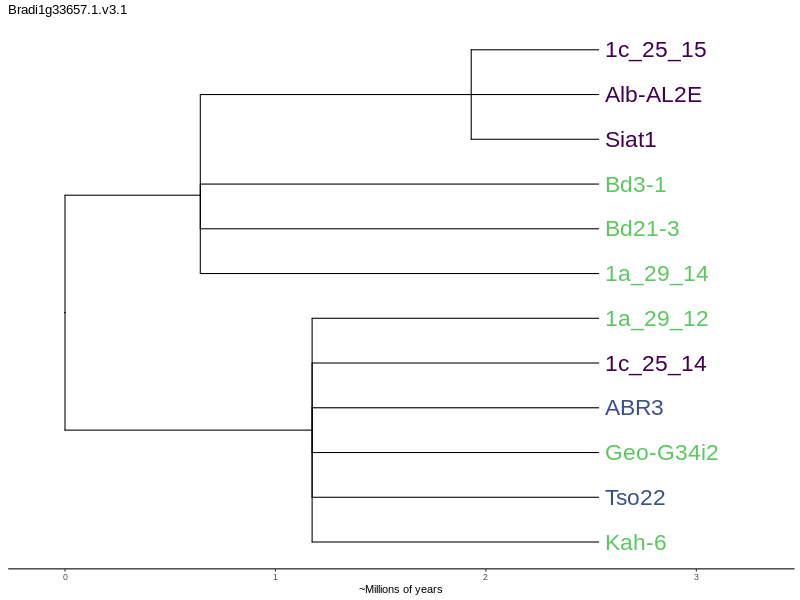 Bradi1g33657.1.v3.1
1c_25_15
Alb-AL2E
Siat1
Bd3-1
Bd21-3
1a_29_14
1a_29_12
1c_25_14
ABR3
Geo-G34i2
Tso22
Kah-6
0 1 2 3
~Millions of years